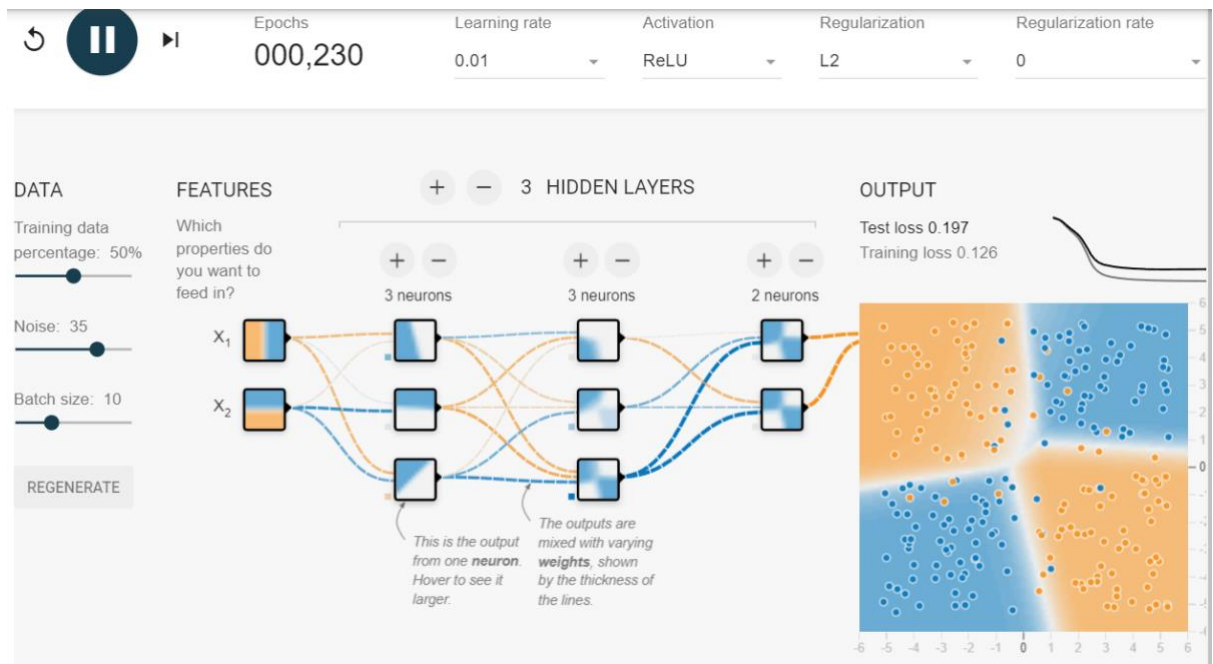 Epochs
000,230
Learning rate
0.01
Activation
ReLU
Regularization
L2
Regularization rate
0
DATA
Training data
percentage: 50%
Noise: 35
Batch size: 10
REGENERATE
FEATURES
Which
properties do
you want to
feed in?
X1
X2
+ − 3 HIDDEN LAYERS
+ −
3 neurons
+ −
3 neurons
+ −
2 neurons
This is the output
from one neuron.
Hover to see it
larger.
The outputs are
mixed with varying
weights, shown
by the thickness of
the lines.
OUTPUT
Test loss 0.197
Training loss 0.126
6
5
4
3
2
0
-6 -5 -4 -3 -2 -1 0 1 2 3 4 5 6